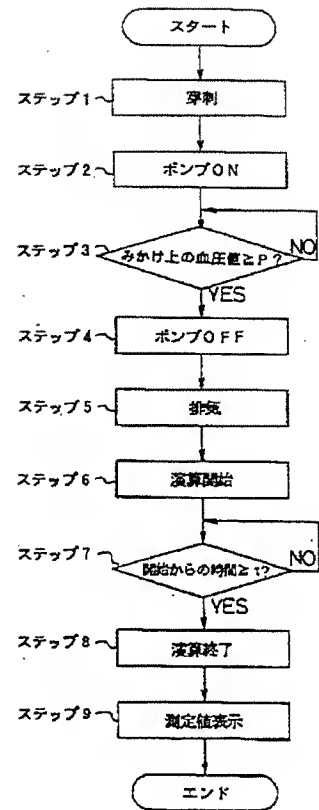 スタート
ステップ1
穿刺
ステップ2
ポンプON
ステップ3
みかけ上の血圧値≧P?
NO
YES
ステップ4
ポンプOFF
ステップ5
排気
ステップ6
演算開始
ステップ7
開始からの時間≧t?
NO
YES
ステップ8
演算終了
ステップ9
測定値表示
エンド